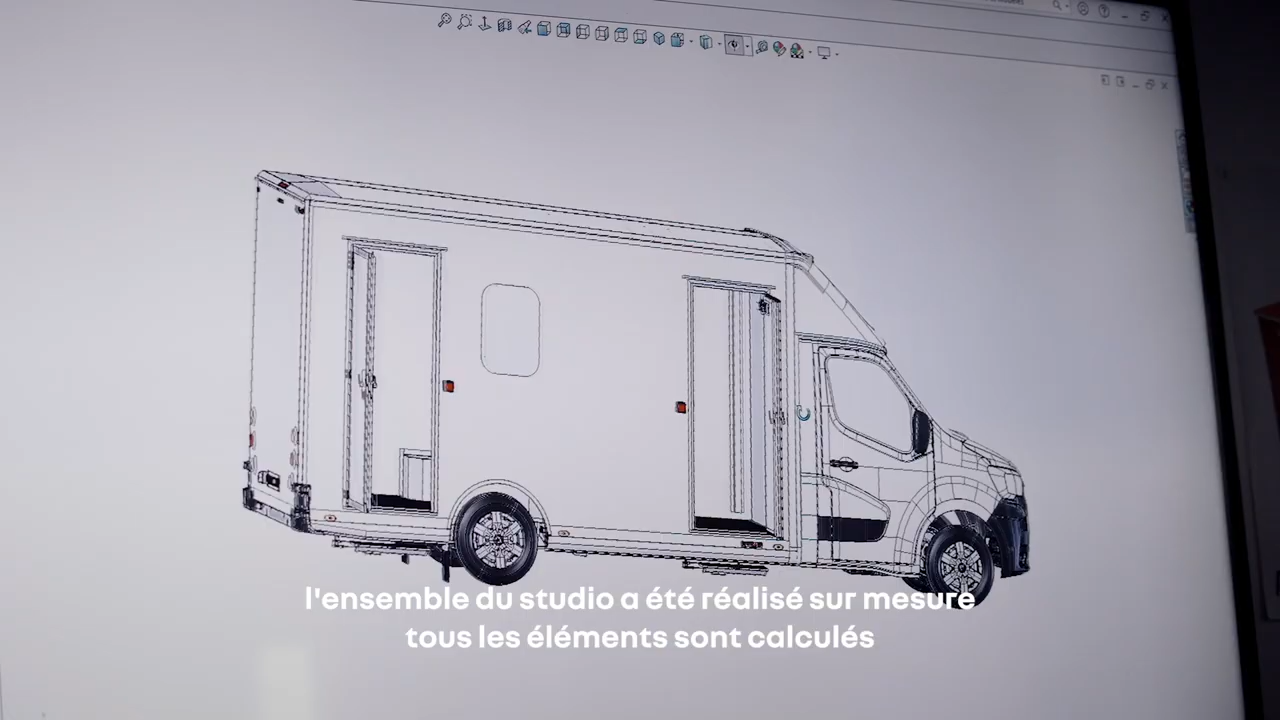 l'ensemble du studio a été réalisé sur mesure
tous les éléments sont calculés